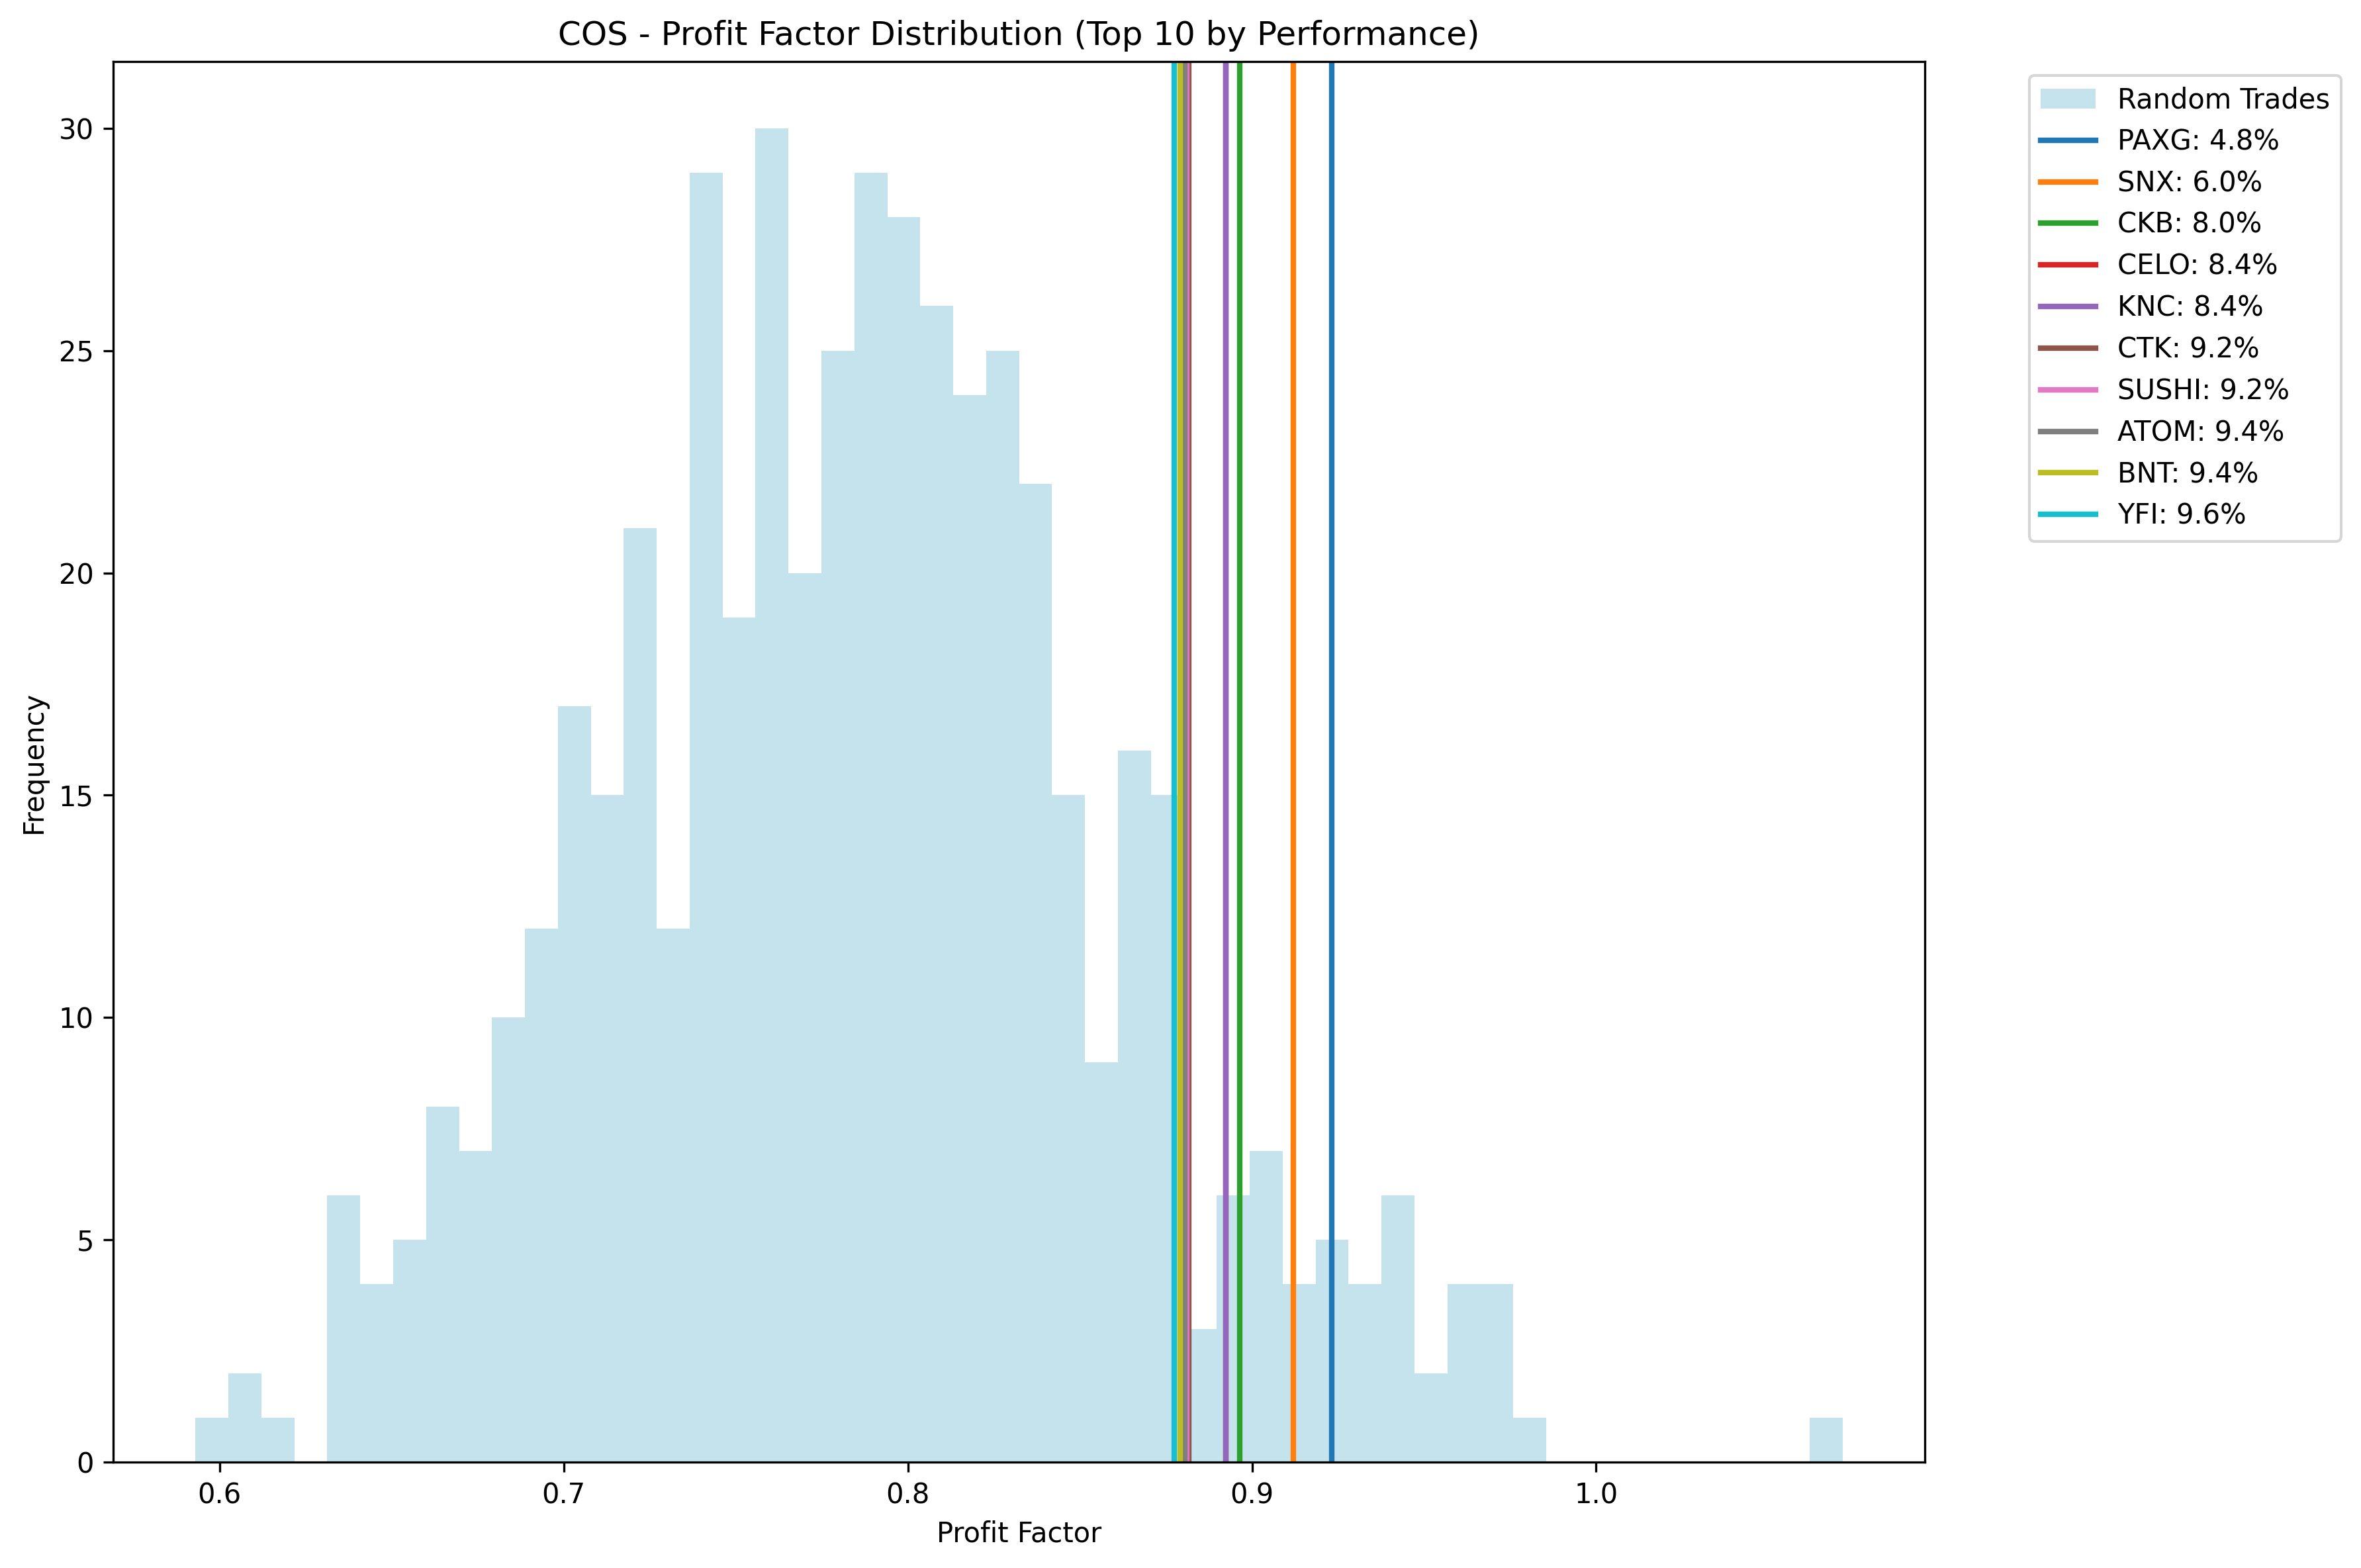 COS - Profit Factor Distribution (Top 10 by Performance)
30
25
20
15
10
5
0
Frequency
0.6
0.7
0.8
0.9
1.0
Profit Factor
Random Trades
PAXG: 4.8%
SNX: 6.0%
CKB: 8.0%
CELO: 8.4%
KNC: 8.4%
CTK: 9.2%
SUSHI: 9.2%
ATOM: 9.4%
BNT: 9.4%
YFI: 9.6%